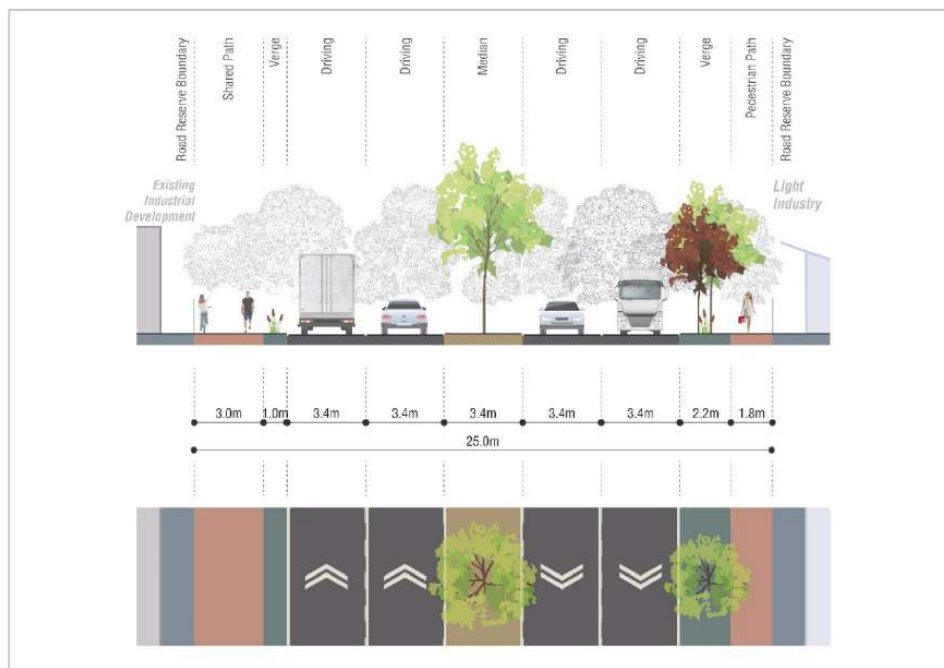 Road Reserve Boundary
Shared Path
Verge
Driving
Driving
Median
Driving
Driving
Verge
Pedestrian Path
Road Reserve Boundary
Existing
Industrial
Development
Light
Industry
3.0m
1.0m
3.4m
3.4m
3.4m
3.4m
3.4m
2.2m
1.8m
25.0m